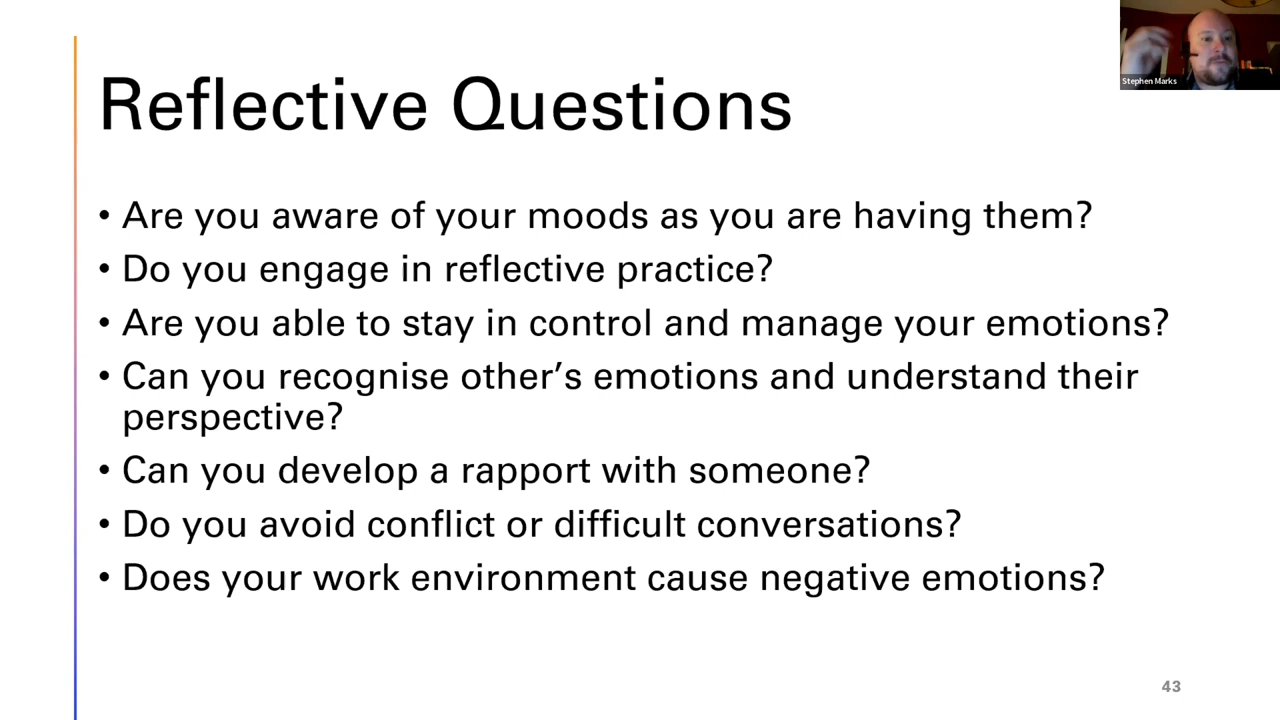 Stephen Marks
Reflective Questions
• Are you aware of your moods as you are having them?
• Do you engage in reflective practice?
• Are you able to stay in control and manage your emotions?
• Can you recognise other’s emotions and understand their
perspective?
• Can you develop a rapport with someone?
• Do you avoid conflict or difficult conversations?
• Does your work environment cause negative emotions?
43